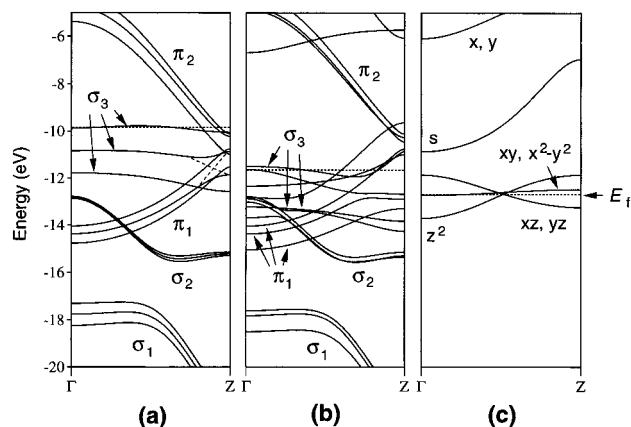 Energy (eV)
-6
-8
-10
-12
-14
-16
-18
-20
π₂
σ₃
π₁
σ₂
σ₁
Γ
Z
(a)
π₂
σ₃
π₁
σ₂
σ₁
Γ
Z
(b)
x, y
s
xy, x²-y²
E_f
z²
xz, yz
Γ
Z
(c)